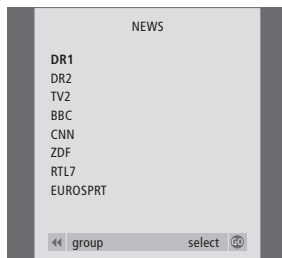 NEWS
DR1
DR2
TV2
BBC
CNN
ZDF
RTL7
EUROSPRT
group select GO